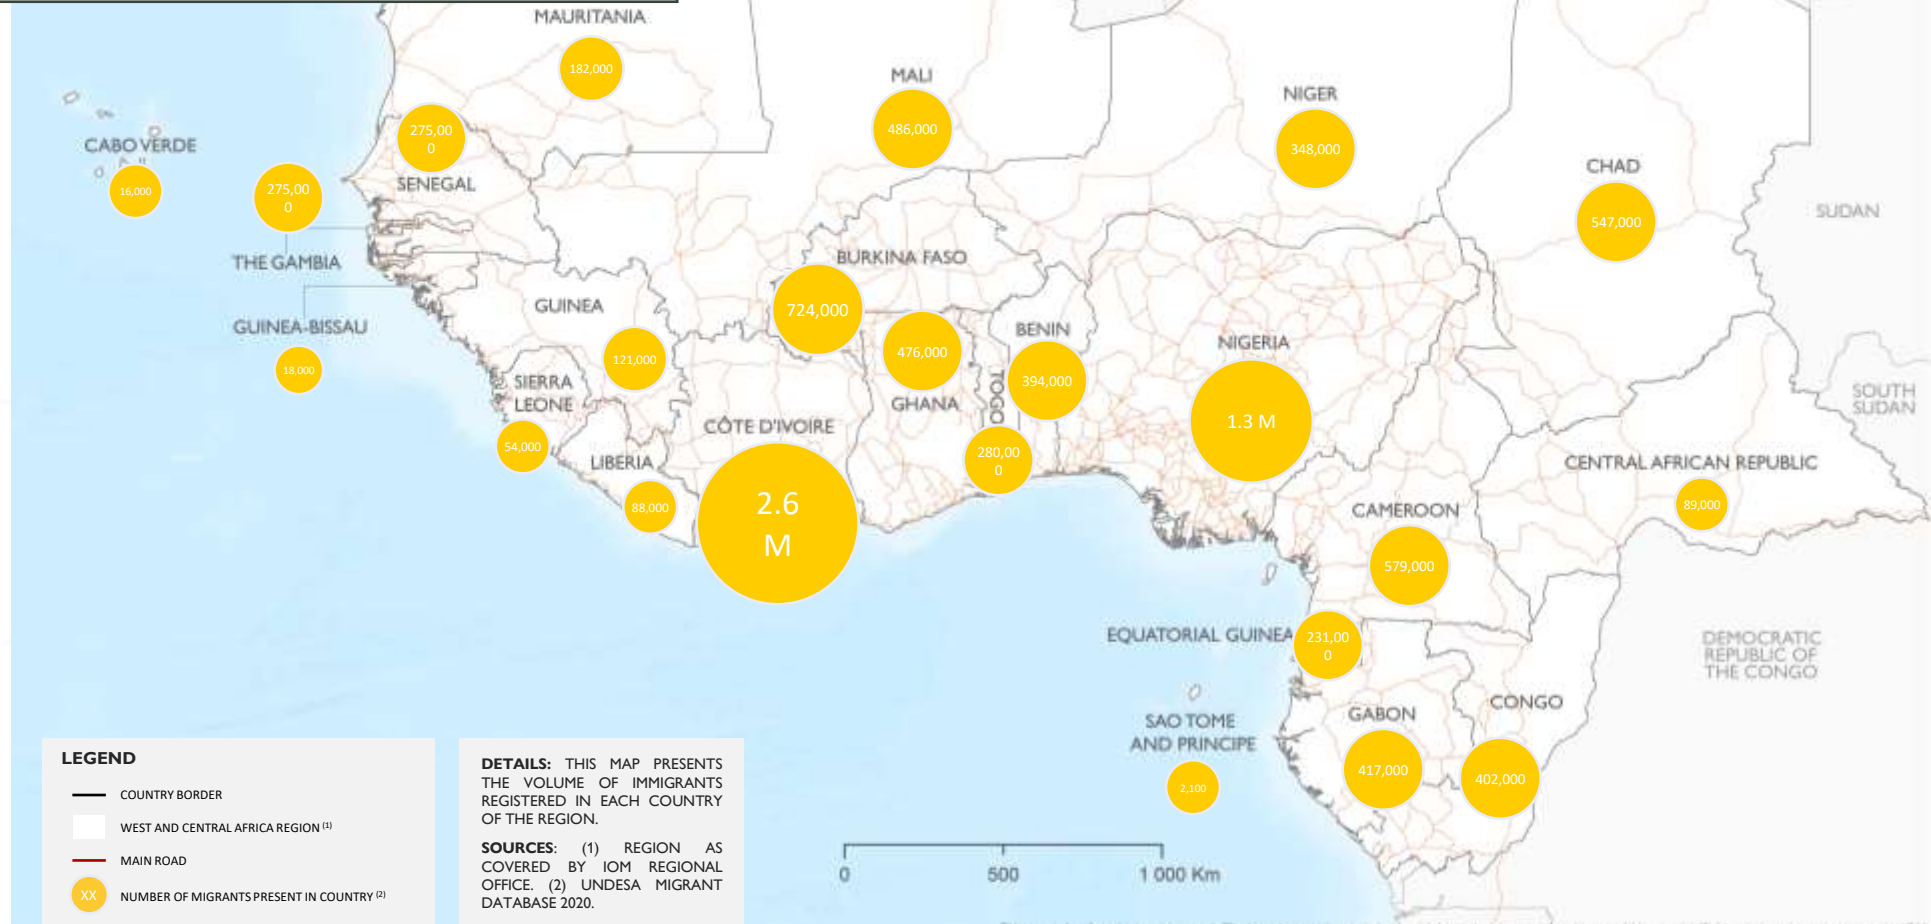 MAURITANIA
182,000
MALI
486,000
NIGER
348,000
CHAD
547,000
SUDAN
CABO VERDE
16,000
275,00
0
SENEGAL
275,00
0
THE GAMBIA
BURKINA FASO
724,000
GUINEA
121,000
GUINEA-BISSAU
18,000
476,000
GHANA
BENIN
394,000
TOGO
280,00
0
NIGERIA
1.3 M
SIERRA
LEONE
54,000
LIBERIA
88,000
CÔTE D'IVOIRE
2.6
M
SOUTH
SUDAN
CENTRAL AFRICAN REPUBLIC
89,000
CAMEROON
579,000
EQUATORIAL GUINEA
231,00
0
DEMOCRATIC
REPUBLIC OF
THE CONGO
SAO TOME
AND PRINCIPE
2,100
GABON
417,000
CONGO
402,000
LEGEND
COUNTRY BORDER
WEST AND CENTRAL AFRICA REGION (1)
MAIN ROAD
XX
NUMBER OF MIGRANTS PRESENT IN COUNTRY (2)
DETAILS: THIS MAP PRESENTS
THE VOLUME OF IMMIGRANTS
REGISTERED IN EACH COUNTRY
OF THE REGION.
SOURCES: (1) REGION AS
COVERED BY IOM REGIONAL
OFFICE. (2) UNDESA MIGRANT
DATABASE 2020.
0 500 1 000 Km